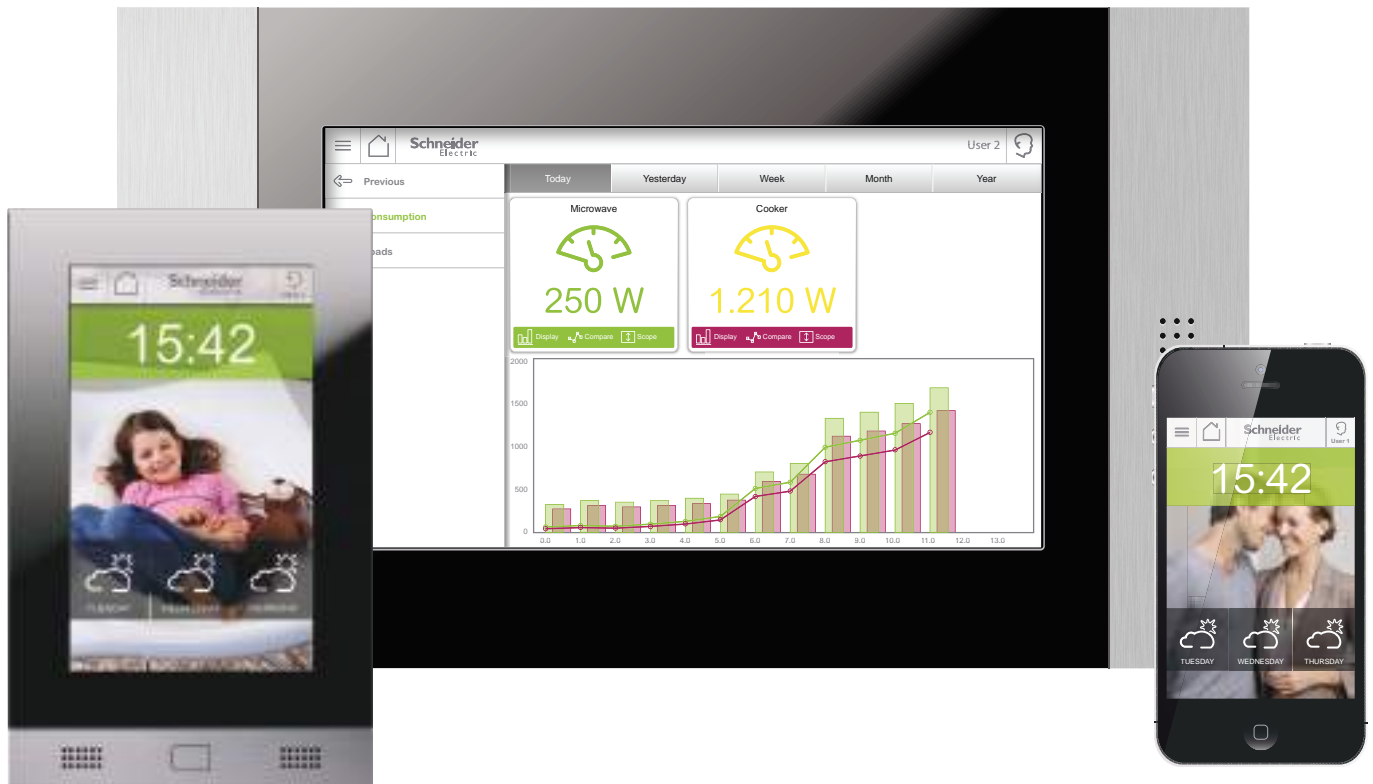 Schneider
Electric
User 2
Previous
onsumption
oads
Today
Yesterday
Week
Month
Year
Microwave
250 W
Display
Compare
Scope
Cooker
1.210 W
Display
Compare
Scope
2000
1500
1000
500
0
0.0
1.0
2.0
3.0
4.0
5.0
6.0
7.0
8.0
9.0
10.0
11.0
12.0
13.0
Schneider
15:42
TUESDAY
Schneider
Electric
User 1
15:42
TUESDAY
WEDNESDAY
THURSDAY